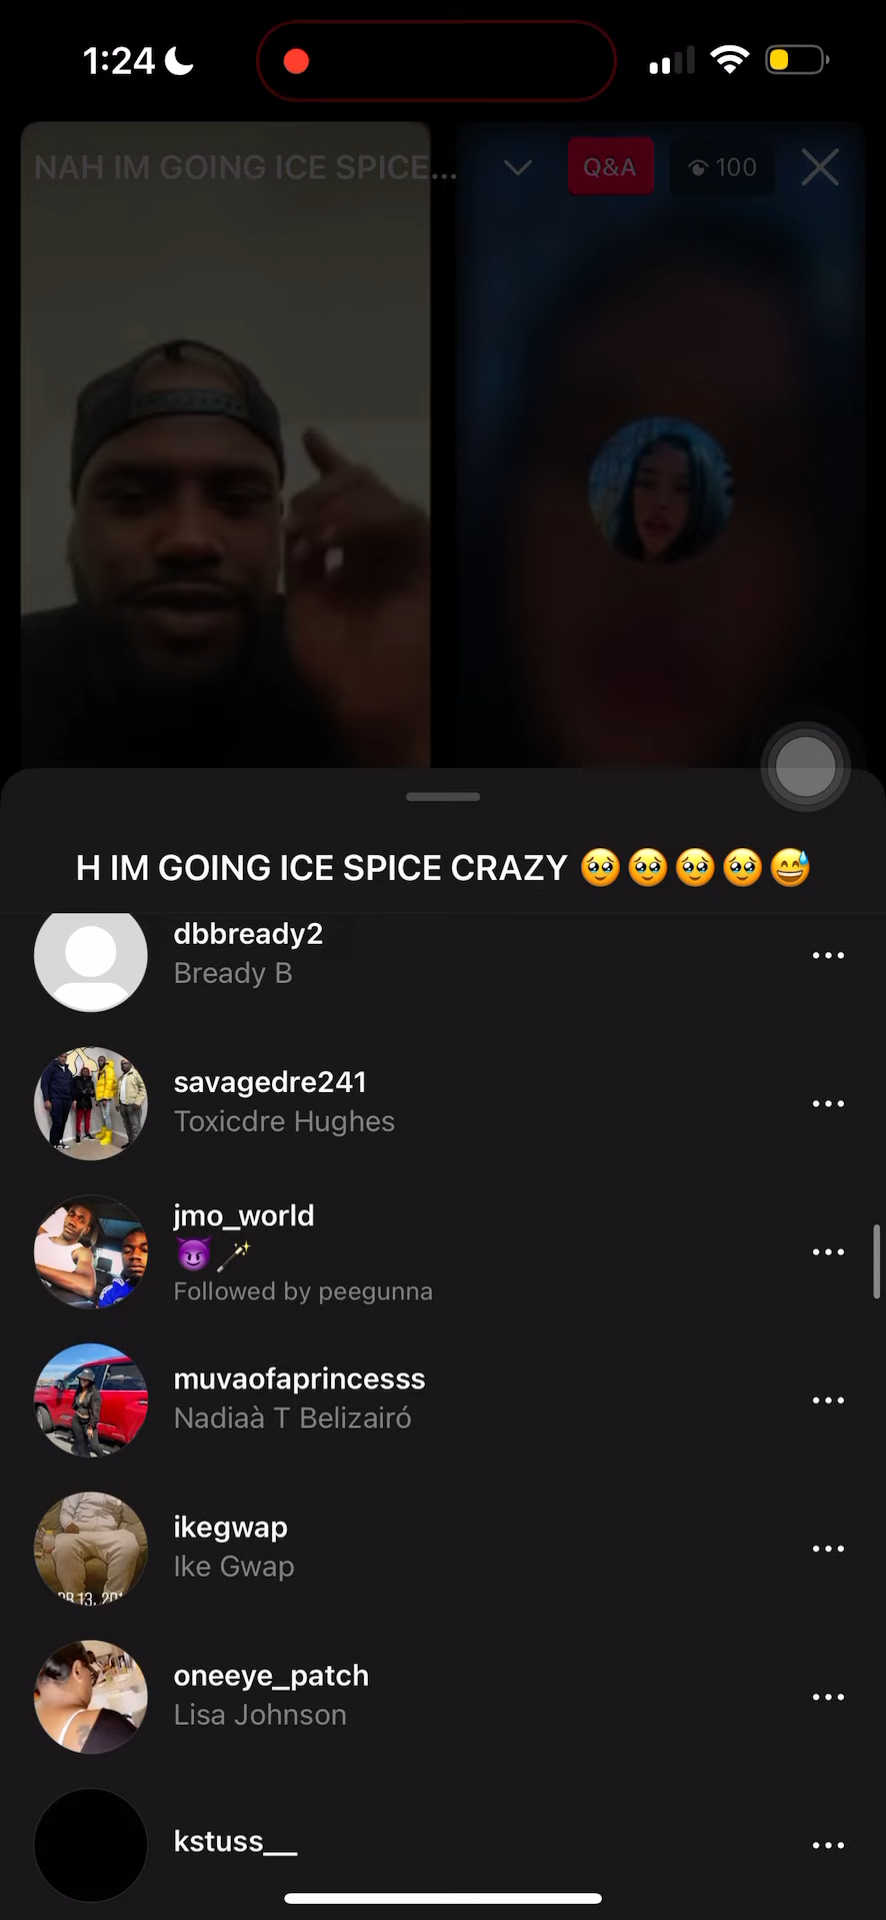 1:24
NAH IM GOING ICE SPICE...
Q&A
100
H IM GOING ICE SPICE CRAZY 🥹🥹🥹🥹😅
dbbready2
Bready B
savagedre241
Toxicdre Hughes
jmo_world
😈🪄
Followed by peegunna
muvaofaprincesss
Nadiaà T Belizairó
ikegwap
Ike Gwap
oneeye_patch
Lisa Johnson
kstuss__